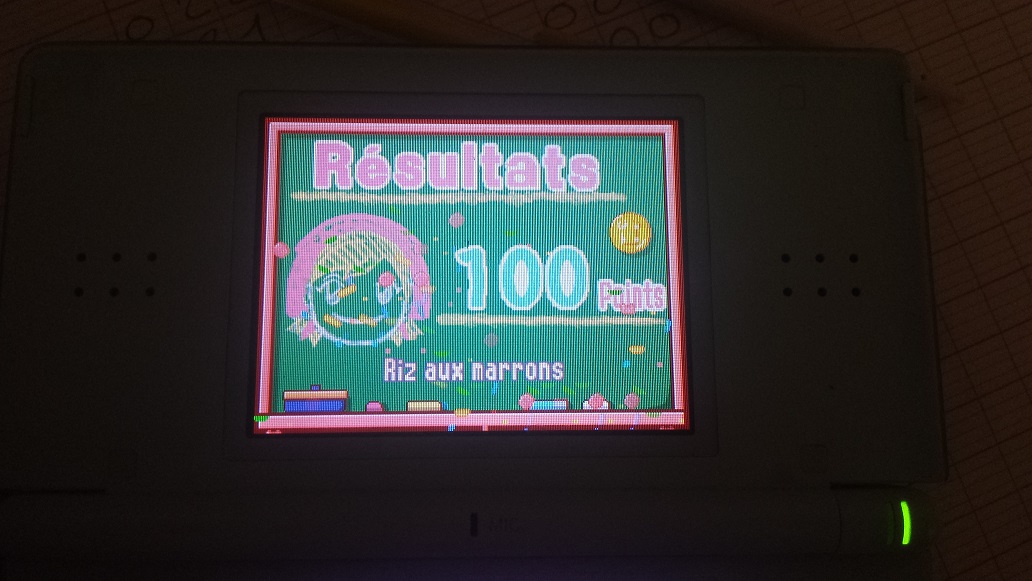 Résultats
100 Points
Riz aux marrons